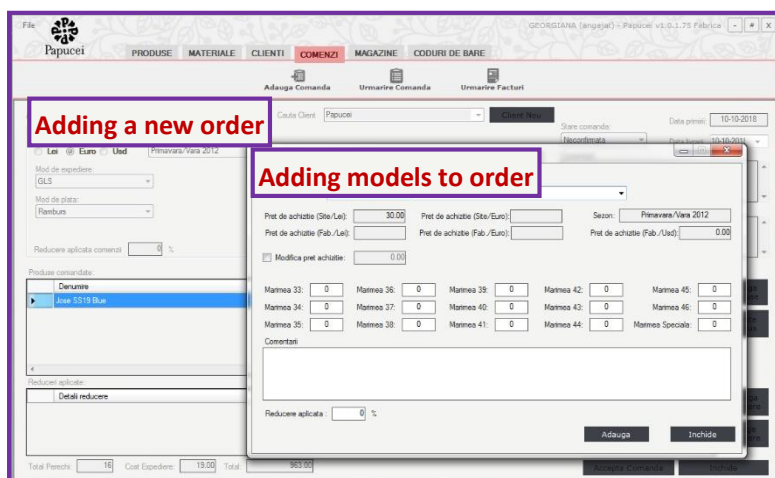 File
GEORGIANA (angajat) - Papucei v1.0.1.75 Fabrica
Papucei
PRODUSE MATERIALE CLIENTI COMENZI MAGAZINE CODURI DE BARE
Adauga Comanda Urmarire Comanda Urmarire Facturi
Adding a new order
Cauta Client Papucei Client Nou
Stare comanda:
Neconfirmata
Data primirii: 10-10-2018
Lei Euro Usd Primavara/Vara 2012
Mod de expediere:
GLS
Mod de plata:
Ramburs
Reducere aplicata comenzii 0 %
Produse comandate:
Denumire
Jose SS19 Blue
Reduceri aplicate:
Detalii reducere
Total Perechi: 16 Cost Expediere: 19.00 Total: 963.00
Accepta Comanda Inchide
Adding models to order
Pret de achizitie (Site/Lei): 30.00 Pret de achizitie (Site/Euro): Sezon: Primavara/Vara 2012
Pret de achizitie (Fab./Lei): Pret de achizitie (Fab./Euro): Pret de achizitie (Fab./Usd): 0.00
Modifica pret achizitie: 0.00
Marimea 33: 0 Marimea 36: 0 Marimea 39: 0 Marimea 42: 0 Marimea 45: 0
Marimea 34: 0 Marimea 37: 0 Marimea 40: 0 Marimea 43: 0 Marimea 46: 0
Marimea 35: 0 Marimea 38: 0 Marimea 41: 0 Marimea 44: 0 Marimea Speciala: 0
Comentarii
Reducere aplicata : 0 %
Adauga Inchide